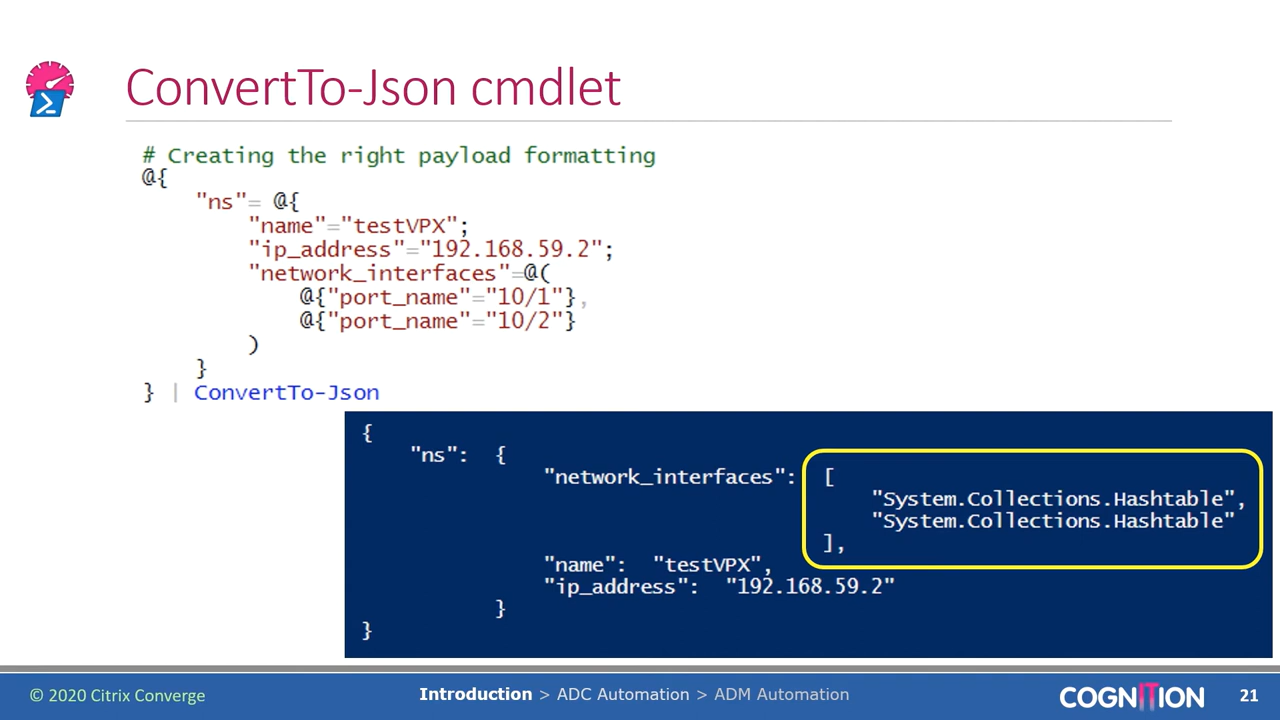 ConvertTo-Json cmdlet
# Creating the right payload formatting
@{
"ns"= @{
"name"="testVPX";
"ip_address"="192.168.59.2";
"network_interfaces"=@(
@{"port_name"="10/1"},
@{"port_name"="10/2"}
)
}
} | ConvertTo-Json
{
"ns": {
"network_interfaces": [
"System.Collections.Hashtable",
"System.Collections.Hashtable"
],
"name": "testVPX",
"ip_address": "192.168.59.2"
}
}
© 2020 Citrix Converge
Introduction > ADC Automation > ADM Automation
COGNITION
21